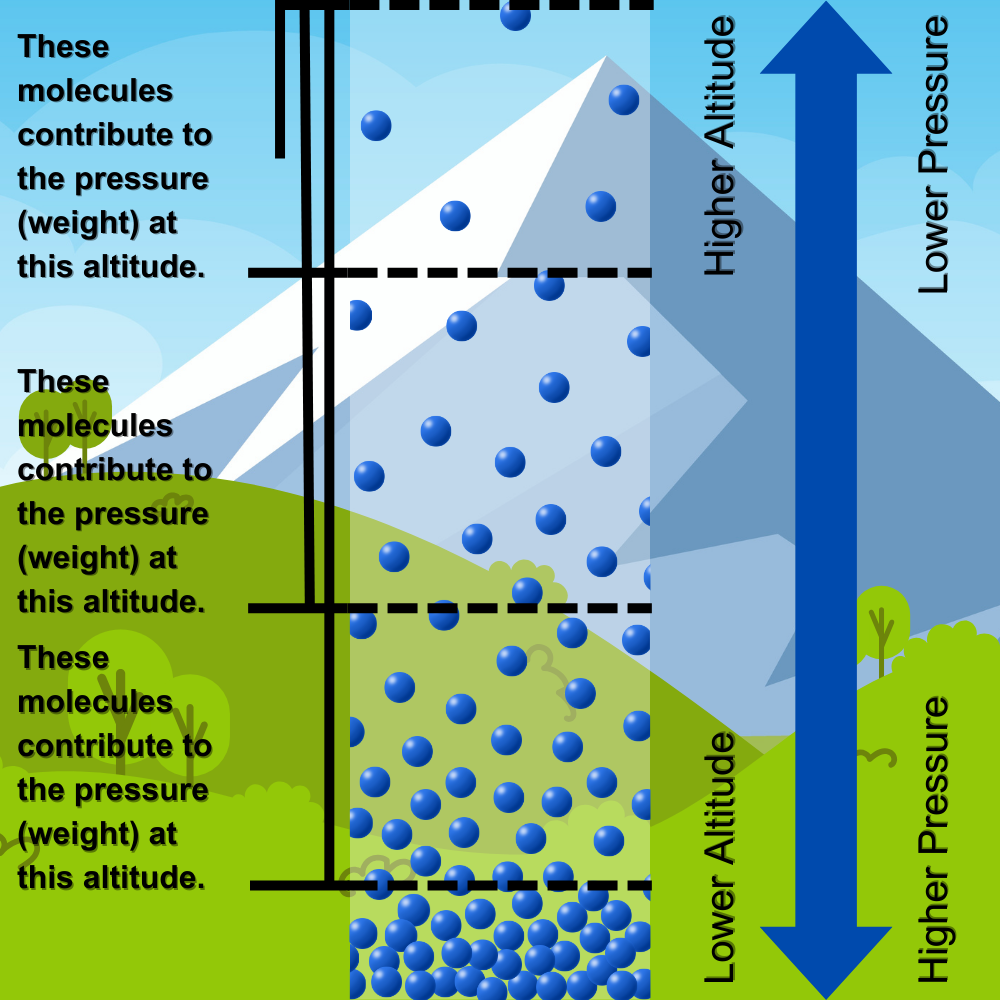 These
molecules
contribute to
the pressure
(weight) at
this altitude.
These
molecules
contribute to
the pressure
(weight) at
this altitude.
These
molecules
contribute to
the pressure
(weight) at
this altitude.
Higher Altitude
Lower Pressure
Lower Altitude
Higher Pressure